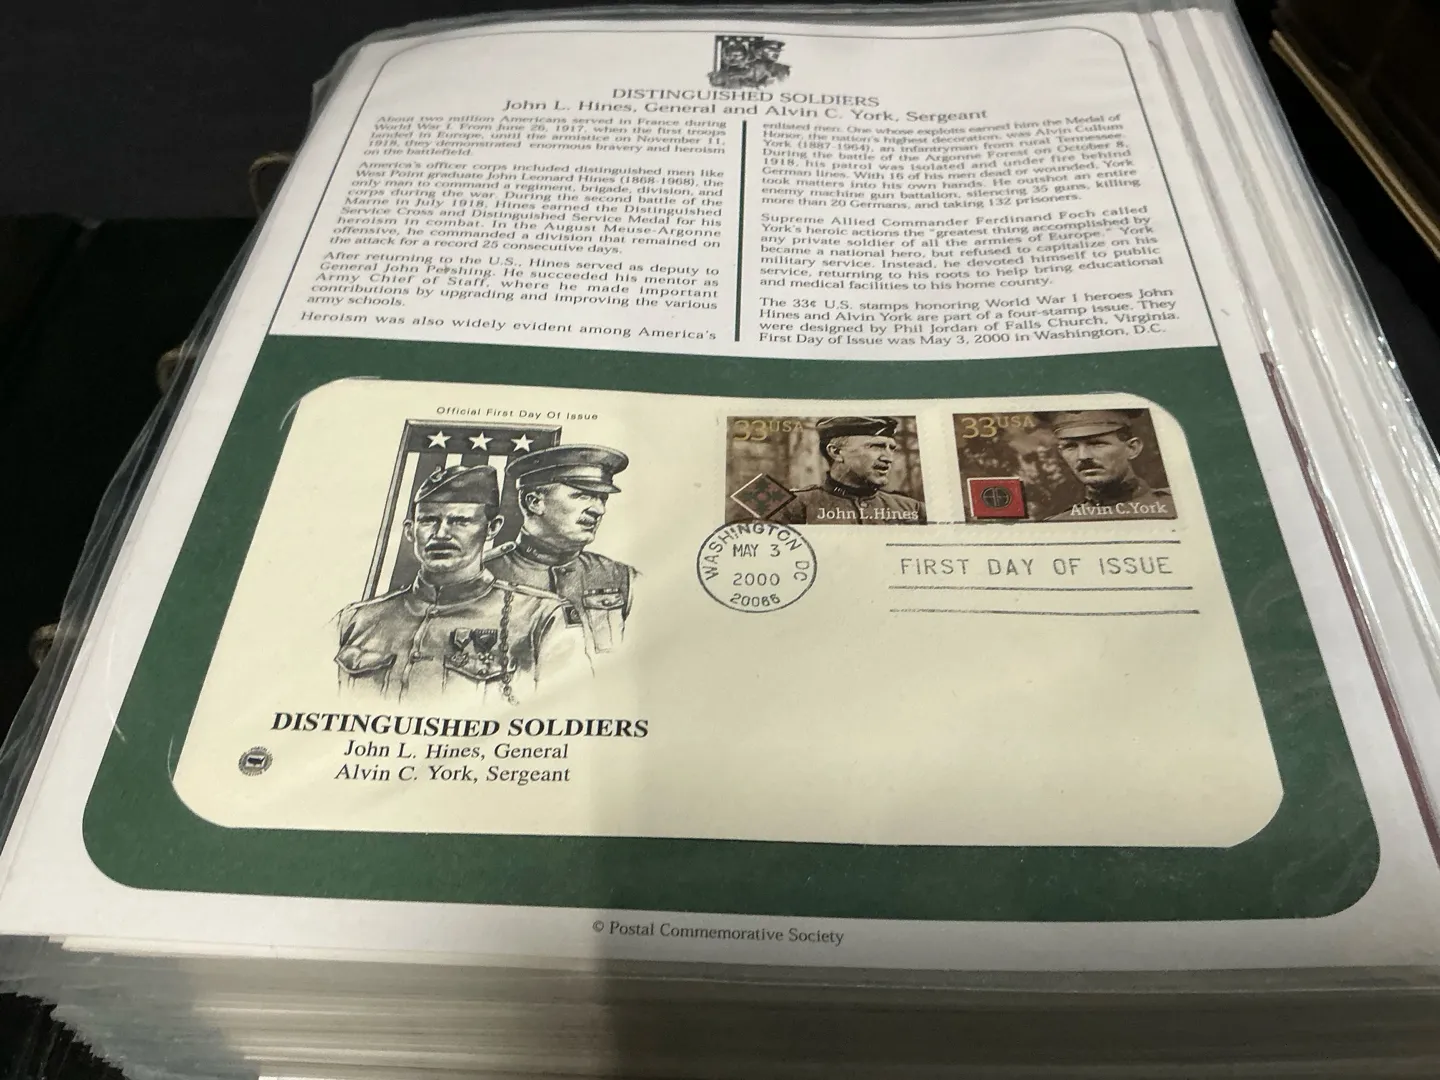 DISTINGUISHED SOLDIERS
John L. Hines, General and Alvin C. York, Sergeant
About two million Americans served in France during
World War I. From June 26, 1917, when the first troops
landed in Europe, until the armistice on November 11,
1918, they demonstrated enormous bravery and heroism
on the battlefield.
America's officer corps included distinguished men like
West Point graduate John Leonard Hines (1868-1968), the
only man to command a regiment, brigade, division, and
corps during the war. During the second battle of the
Marne in July 1918, Hines earned the Distinguished
Service Cross and Distinguished Service Medal for his
heroism in combat. In the August Meuse-Argonne
offensive, he commanded a division that remained on
the attack for a record 25 consecutive days.
After returning to the U.S., Hines served as deputy to
General John Pershing. He succeeded his mentor as
Army Chief of Staff, where he made important
contributions by upgrading and improving the various
army schools.
Heroism was also widely evident among America's
enlisted men. One whose exploits earned him the Medal of
Honor, the nation's highest decoration, was Alvin Cullum
York (1887-1964), an infantryman from rural Tennessee.
During the battle of the Argonne Forest on October 8,
1918, his patrol was isolated and under fire behind
German lines. With 16 of his men dead or wounded, York
took matters into his own hands. He outshot an entire
enemy machine gun battalion, silencing 35 guns, killing
more than 20 Germans, and taking 132 prisoners.
Supreme Allied Commander Ferdinand Foch called
York's heroic actions the "greatest thing accomplished by
any private soldier of all the armies of Europe." York
became a national hero, but refused to capitalize on his
military service. Instead, he devoted himself to public
service, returning to his roots to help bring educational
and medical facilities to his home county.
The 33¢ U.S. stamps honoring World War I heroes John
Hines and Alvin York are part of a four-stamp issue. They
were designed by Phil Jordan of Falls Church, Virginia.
First Day of Issue was May 3, 2000 in Washington, D.C.
Official First Day Of Issue
33USA
John L. Hines
33USA
Alvin C. York
WASHINGTON DC
MAY 3
2000
20066
FIRST DAY OF ISSUE
DISTINGUISHED SOLDIERS
John L. Hines, General
Alvin C. York, Sergeant
© Postal Commemorative Society